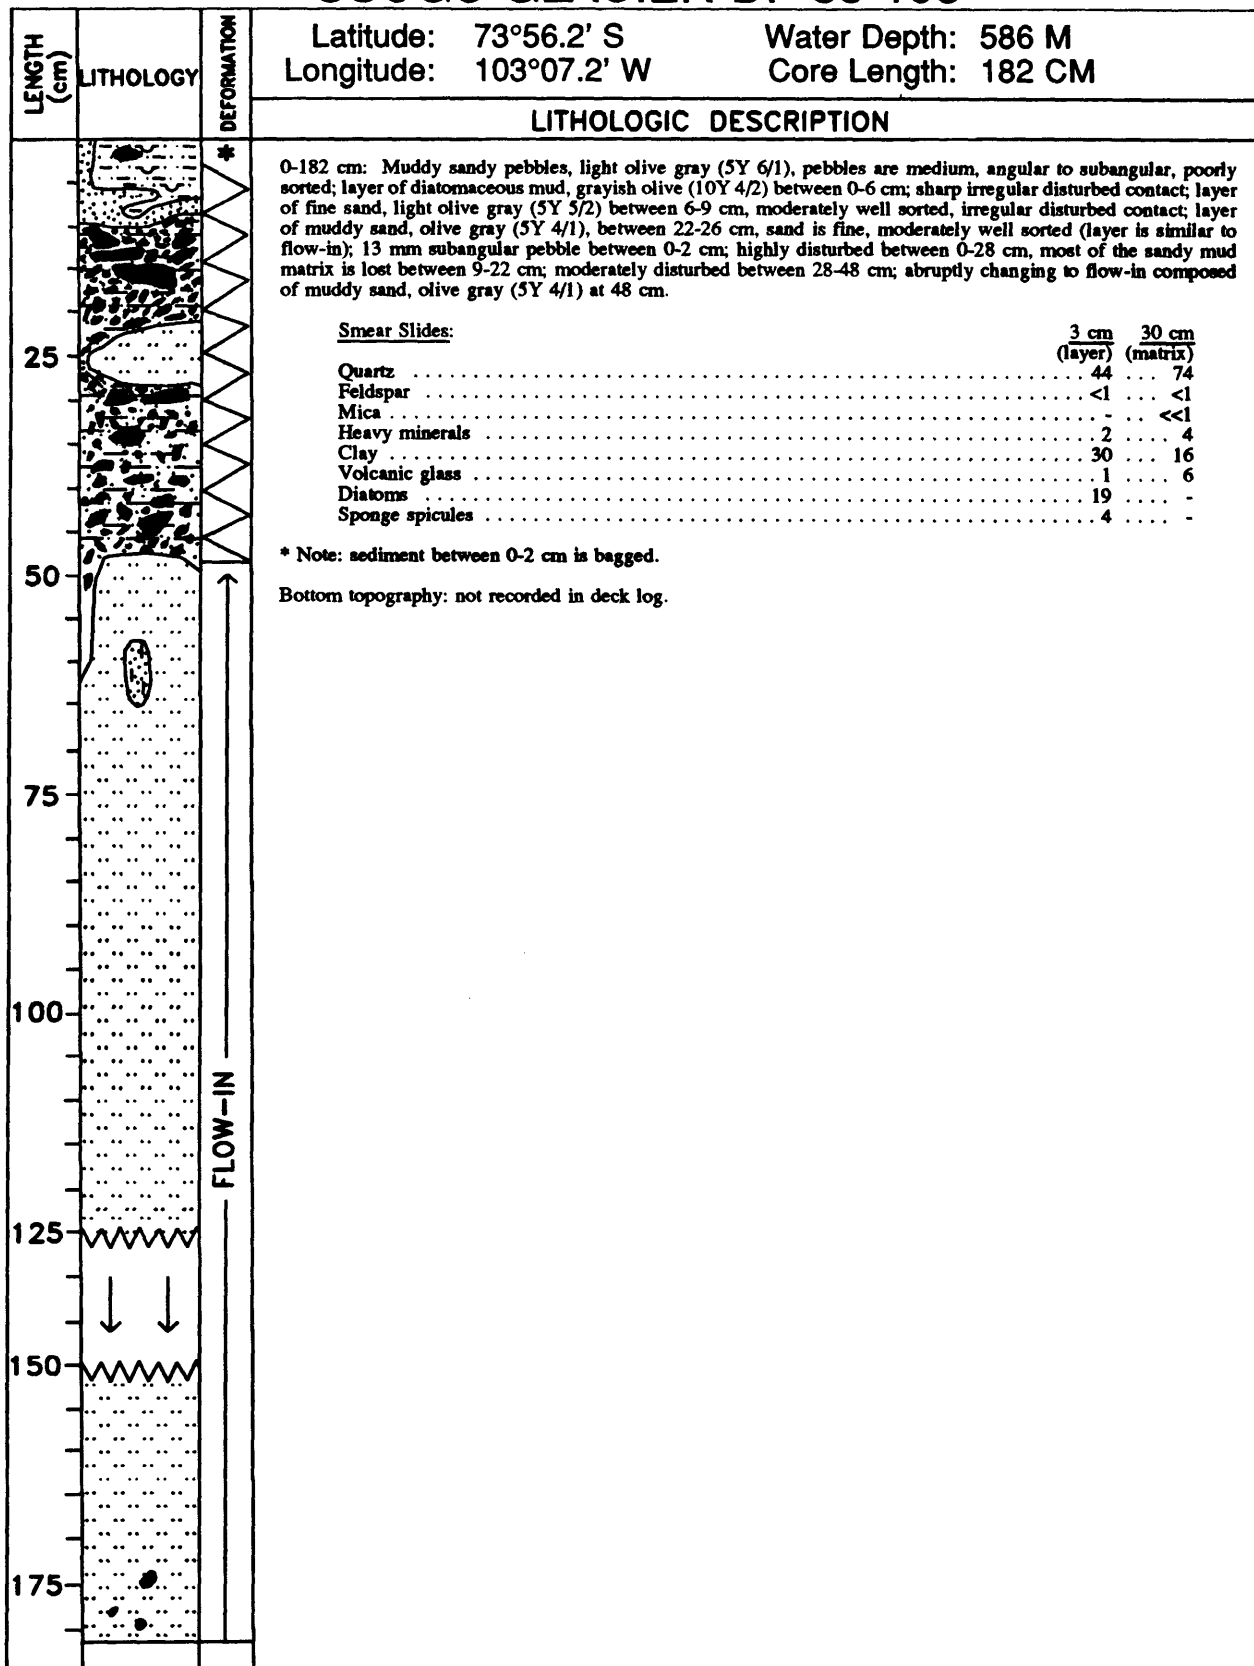 Latitude: 73°56.2' S Water Depth: 586 M
Longitude: 103°07.2' W Core Length: 182 CM
LENGTH (cm)
LITHOLOGY
DEFORMATION
LITHOLOGIC DESCRIPTION
*
0-182 cm: Muddy sandy pebbles, light olive gray (5Y 6/1), pebbles are medium, angular to subangular, poorly
sorted; layer of diatomaceous mud, grayish olive (10Y 4/2) between 0-6 cm; sharp irregular disturbed contact; layer
of fine sand, light olive gray (5Y 5/2) between 6-9 cm, moderately well sorted, irregular disturbed contact; layer
of muddy sand, olive gray (5Y 4/1), between 22-26 cm, sand is fine, moderately well sorted (layer is similar to
flow-in); 13 mm subangular pebble between 0-2 cm; highly disturbed between 0-28 cm, most of the sandy mud
matrix is lost between 9-22 cm; moderately disturbed between 28-48 cm; abruptly changing to flow-in composed
of muddy sand, olive gray (5Y 4/1) at 48 cm.
Smear Slides: 3 cm 30 cm
(layer) (matrix)
Quartz 44 74
Feldspar <1 <1
Mica - <<1
Heavy minerals 2 4
Clay 30 16
Volcanic glass 1 6
Diatoms 19 -
Sponge spicules 4 -
* Note: sediment between 0-2 cm is bagged.
Bottom topography: not recorded in deck log.
25
50
75
100
125
150
175
FLOW-IN